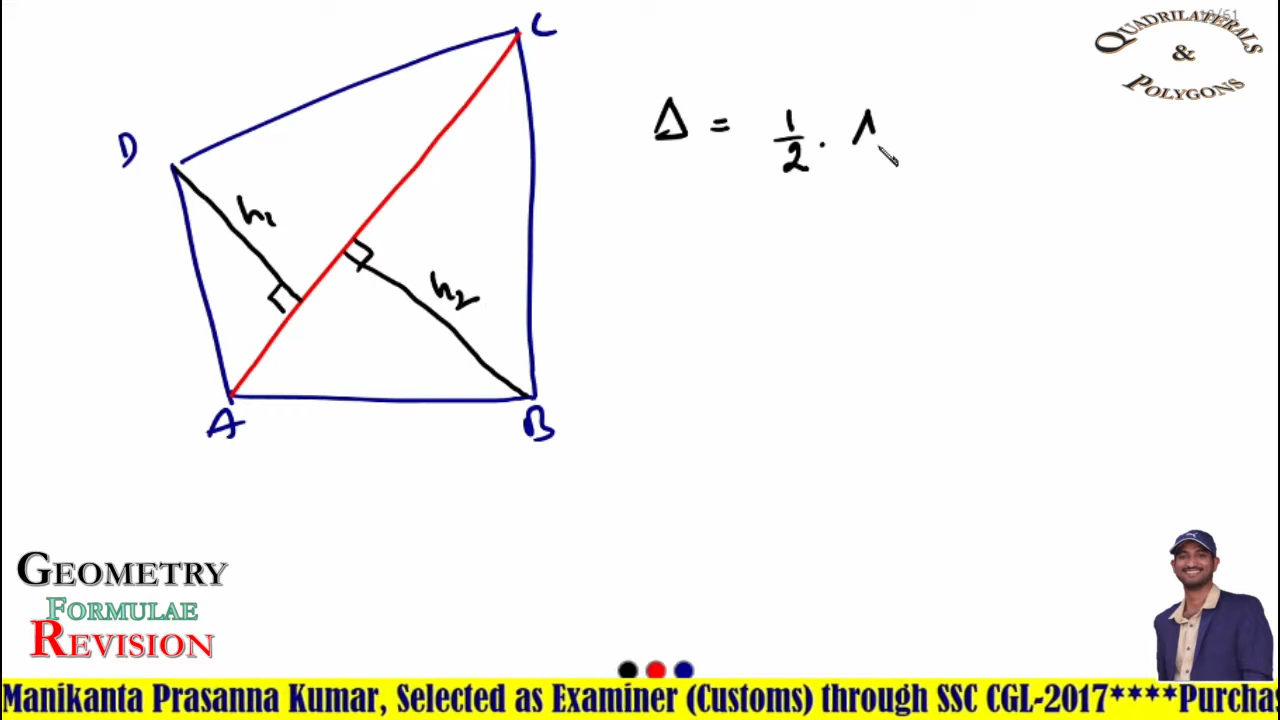 C
QUADRILATERALS
&
POLYGONS
D
Δ = 1/2 .
h₁
h₂
A
B
GEOMETRY
FORMULAE
REVISION
Manikanta Prasanna Kumar, Selected as Examiner (Customs) through SSC CGL-2017****Purcha